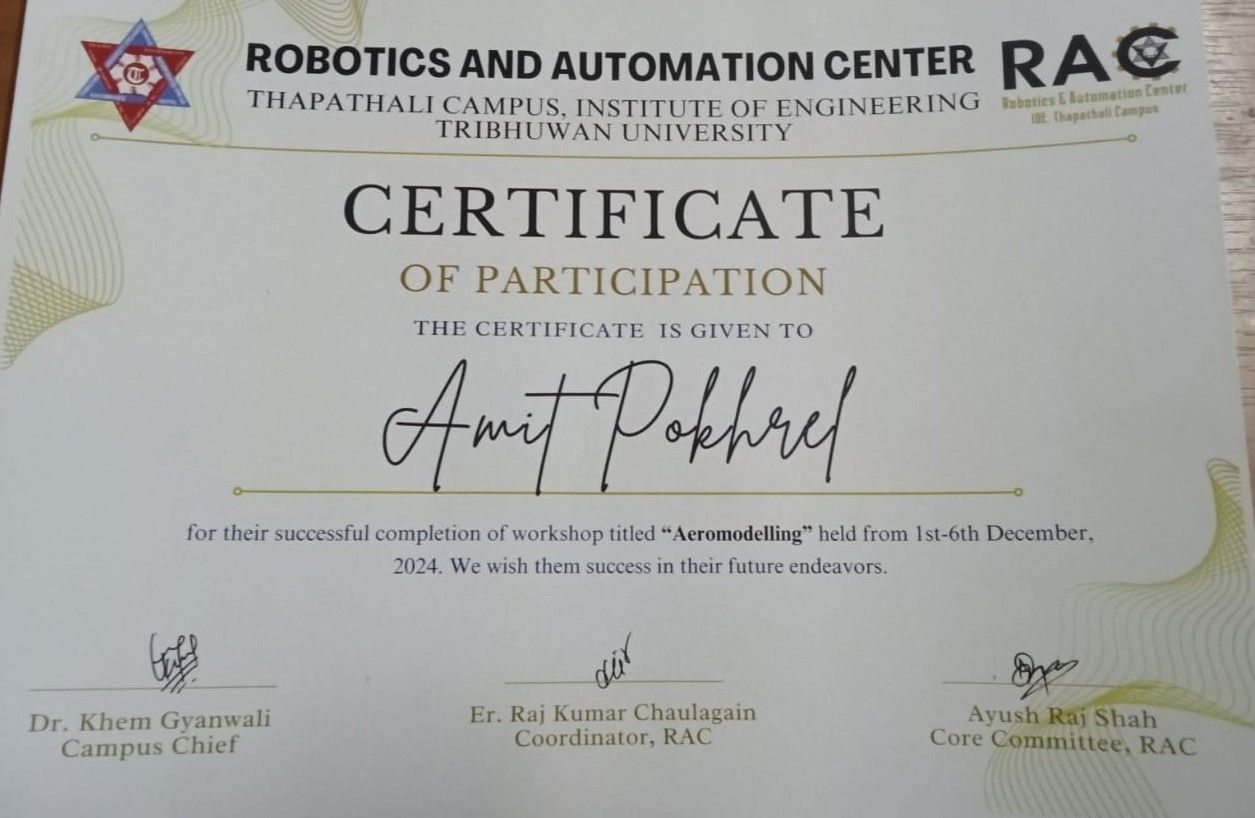 ROBOTICS AND AUTOMATION CENTER
THAPATHALI CAMPUS, INSTITUTE OF ENGINEERING
TRIBHUWAN UNIVERSITY
RAC
Robotics & Automation Center
IOE, Thapathali Campus
CERTIFICATE
OF PARTICIPATION
THE CERTIFICATE IS GIVEN TO
Amit Pokhrel
for their successful completion of workshop titled “Aeromodelling” held from 1st-6th December,
2024. We wish them success in their future endeavors.
Dr. Khem Gyanwali
Campus Chief
Er. Raj Kumar Chaulagain
Coordinator, RAC
Ayush Raj Shah
Core Committee, RAC